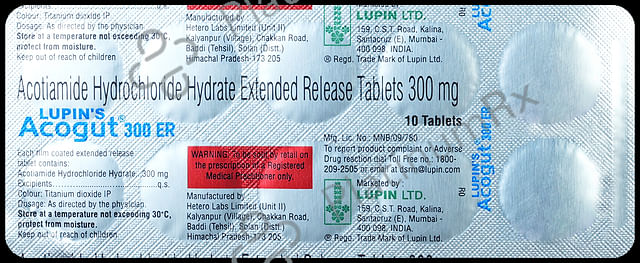 Colour: Titanium dioxide IP
Dosage: As directed by the physician.
Store at a temperature not exceeding 30°C,
protect from moisture.
Keep out of reach of children
Manufactured by
Hetero Labs Limited (Unit II)
Kalyanpur (Village), Chakkan Road,
Baddi (Tehsil), Solan (Distt.)
Himachal Pradesh-173 205
LUPIN
LUPIN LTD.
159, C.S.T. Road, Kalina,
Santacruz (E), Mumbai -
400 098, INDIA.
® Regd. Trade Mark of Lupin Ltd.
Acotiamide Hydrochloride Hydrate Extended Release Tablets 300 mg
10 Tablets
LUPIN'S
Acogut® 300 ER
Each film coated extended release
tablet contains:
Acotiamide Hydrochloride Hydrate. 300 mg
Excipients q.s.
Colour: Titanium dioxide IP
Store at a temperature not exceeding 30°C,
protect from moisture.
Keep out of reach of children
WARNING: To be sold by retail on
the prescription of a Registered
Medical Practitioner only.
Manufactured by
Hetero Labs Limited (Unit II)
Kalyanpur (Village), Chakkan Road,
Baddi (Tehsil), Solan (Distt.)
Himachal Pradesh-173 205
Mfg. Lic. No.: MNB/09/780
To report product complaint or Adverse
Drug reaction dial Toll Free no.: 1800-
209-2505 or email at dsrm@lupin.com
Marketed by :
LUPIN
LUPIN LTD.
159, C.S.T. Road, Kalina,
Santacruz (E), Mumbai -
400 098, INDIA.
® Regd. Trade Mark of Lupin Ltd.
LUPIN'S
Acogut® 300 ER